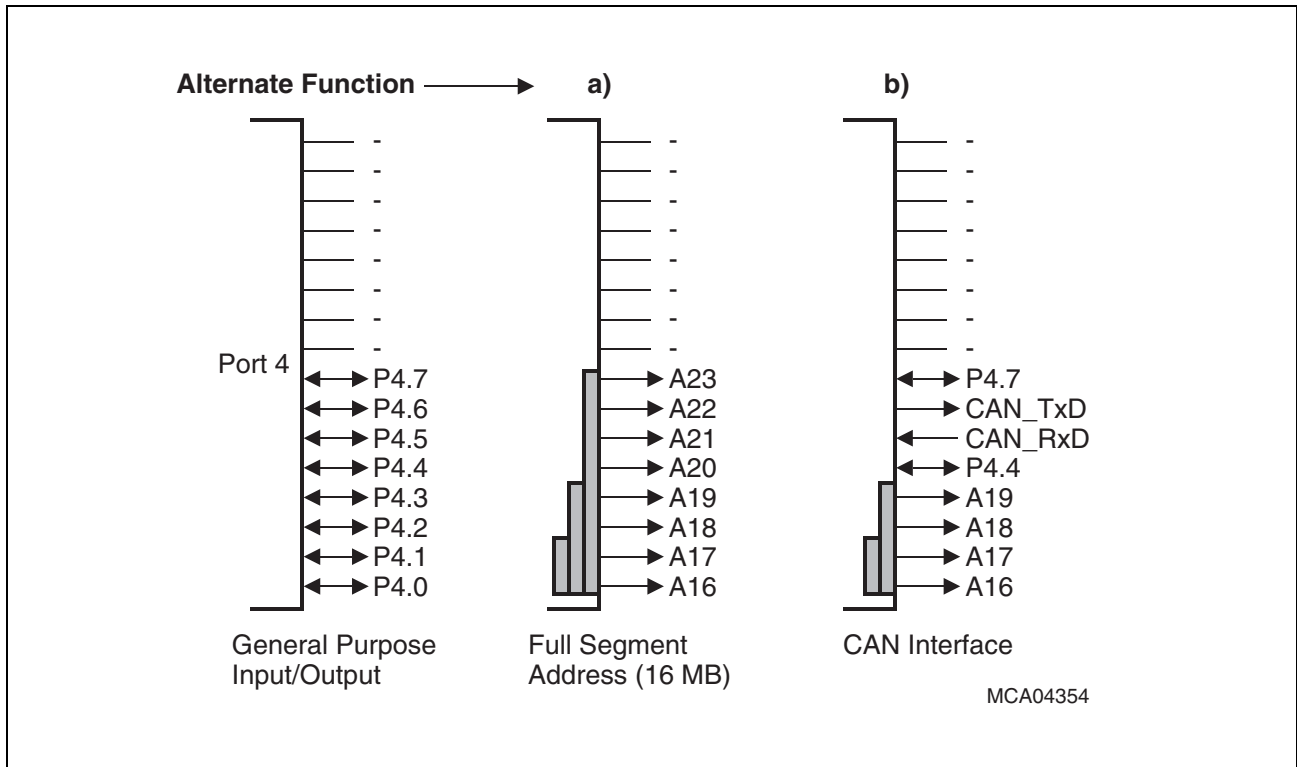 Alternate Function a) b)
- - -
- - -
- - -
- - -
- - -
- - -
- - -
- - -
Port 4
P4.7 A23 P4.7
P4.6 A22 CAN_TxD
P4.5 A21 CAN_RxD
P4.4 A20 P4.4
P4.3 A19 A19
P4.2 A18 A18
P4.1 A17 A17
P4.0 A16 A16
General Purpose Full Segment CAN Interface
Input/Output Address (16 MB)
MCA04354